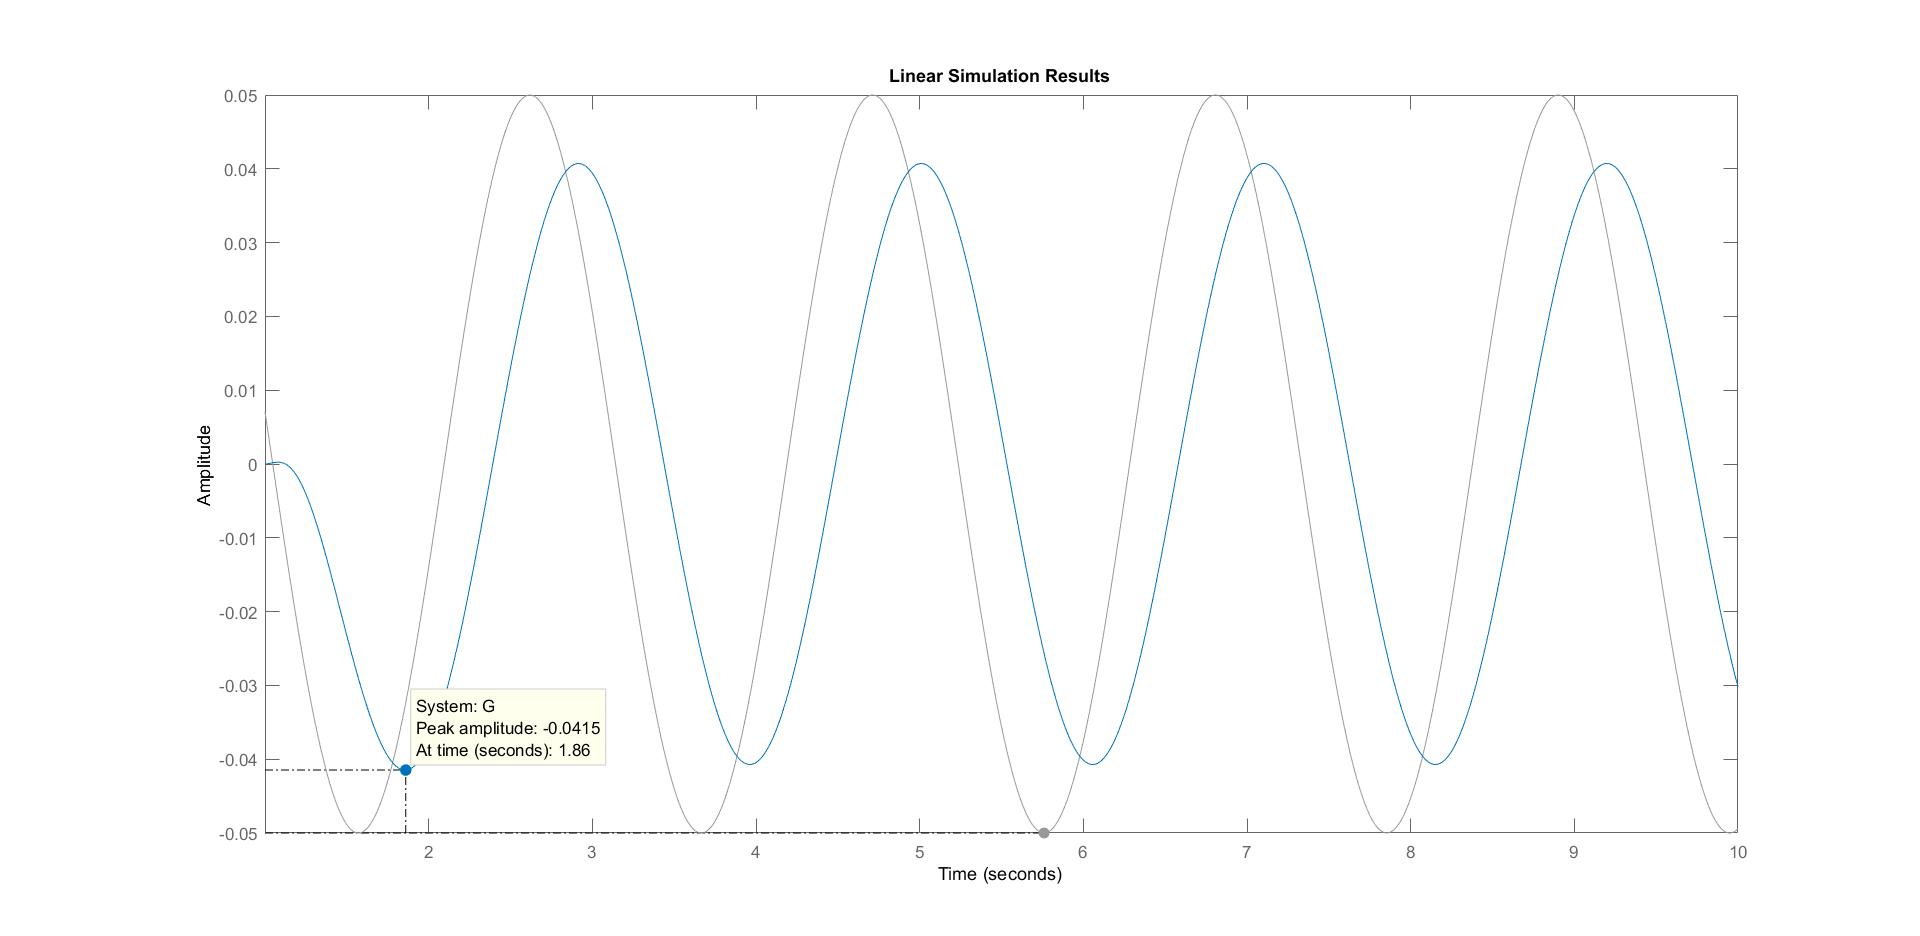 Linear Simulation Results
0.05
0.04
0.03
0.02
0.01
0
-0.01
-0.02
-0.03
-0.04
-0.05
Amplitude
System: G
Peak amplitude: -0.0415
At time (seconds): 1.86
2 3 4 5 6 7 8 9 10
Time (seconds)